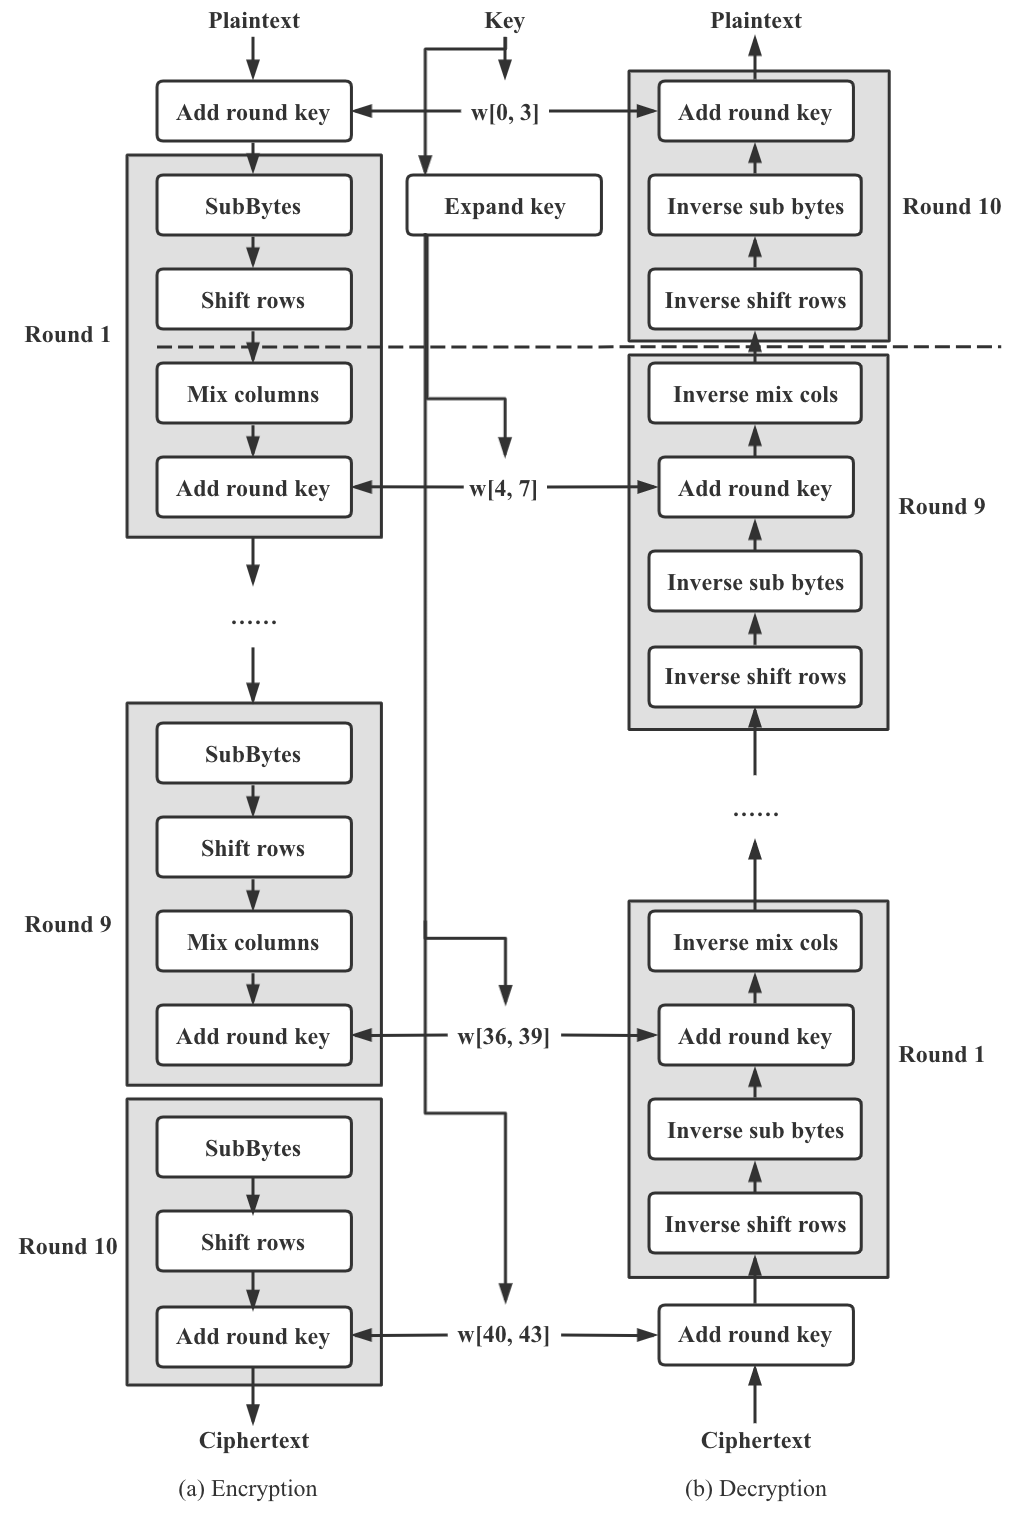 Plaintext
Key
Plaintext
Add round key
w[0, 3]
Add round key
SubBytes
Expand key
Inverse sub bytes
Round 10
Shift rows
Inverse shift rows
Round 1
Mix columns
Inverse mix cols
Add round key
w[4, 7]
Add round key
Round 9
Inverse sub bytes
......
Inverse shift rows
SubBytes
......
Shift rows
Round 9
Mix columns
Inverse mix cols
Add round key
w[36, 39]
Add round key
Round 1
SubBytes
Inverse sub bytes
Round 10
Shift rows
Inverse shift rows
Add round key
w[40, 43]
Add round key
Ciphertext
Ciphertext
(a) Encryption
(b) Decryption